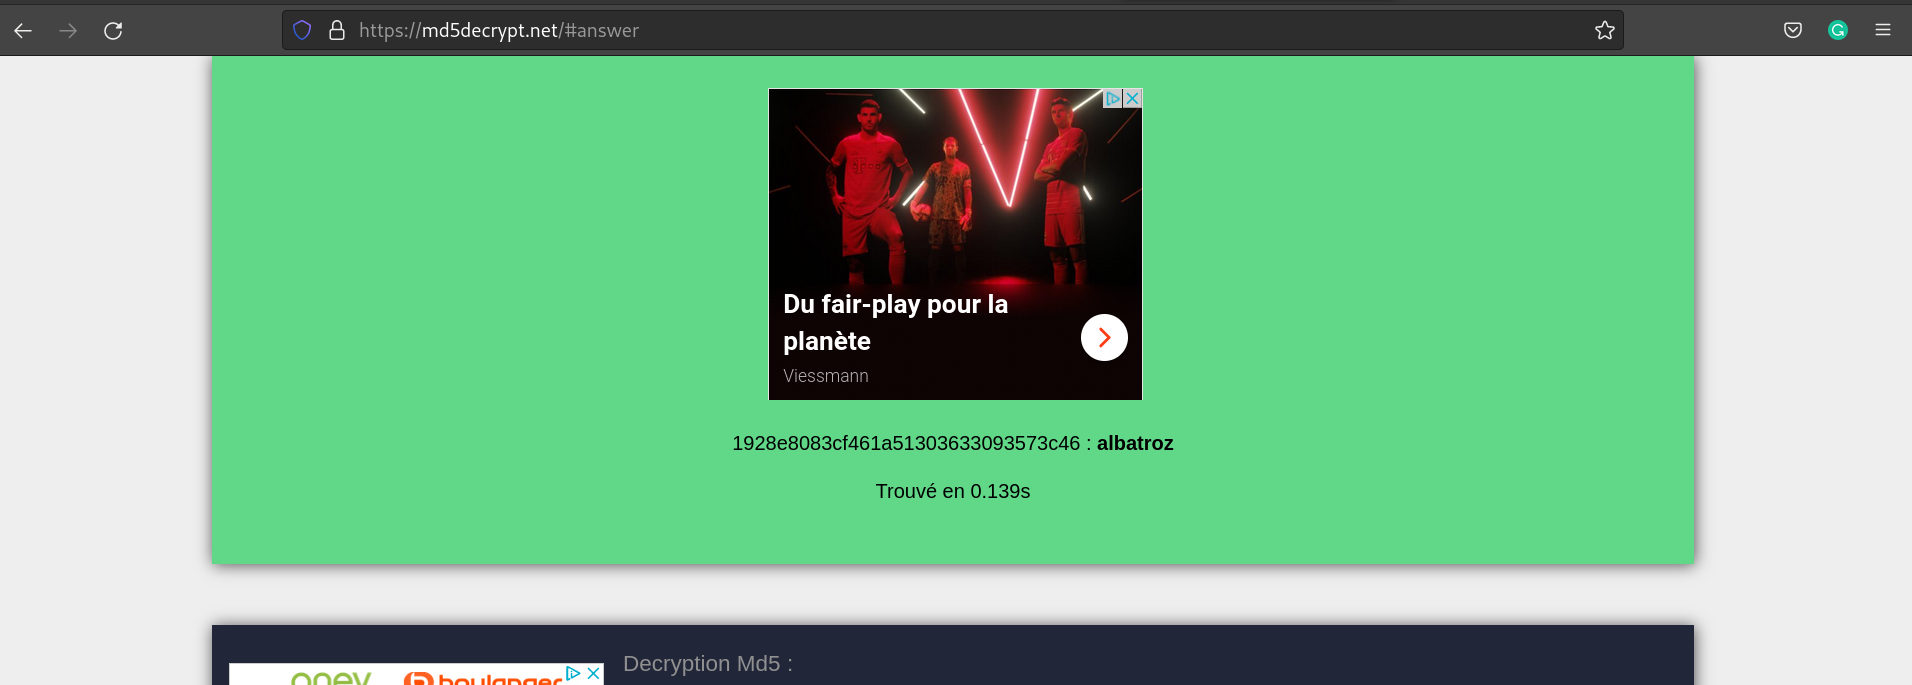 https://md5decrypt.net/#answer
Du fair-play pour la
planète
Viessmann
1928e8083cf461a51303633093573c46 : albatroz
Trouvé en 0.139s
Decryption Md5 :
oney
boulanger